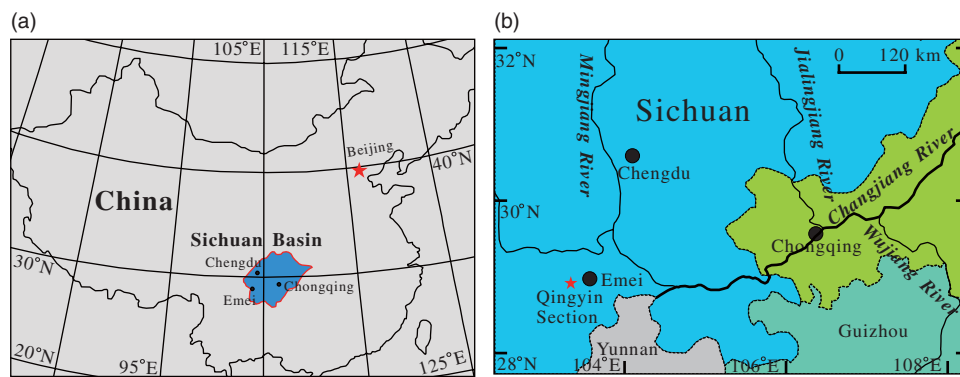 (a)
105°E
115°E
Beijing
40°N
China
Sichuan Basin
Chengdu
30°N
Emei
Chongqing
20°N
95°E
125°E
(b)
32°N
0 120 km
Mingjiang River
Sichuan
Jialingjiang River
Chengdu
30°N
Changjiang River
Chongqing
Wujiang River
Emei
Qingyin
Section
Guizhou
Yunnan
28°N
104°E
106°E
108°E